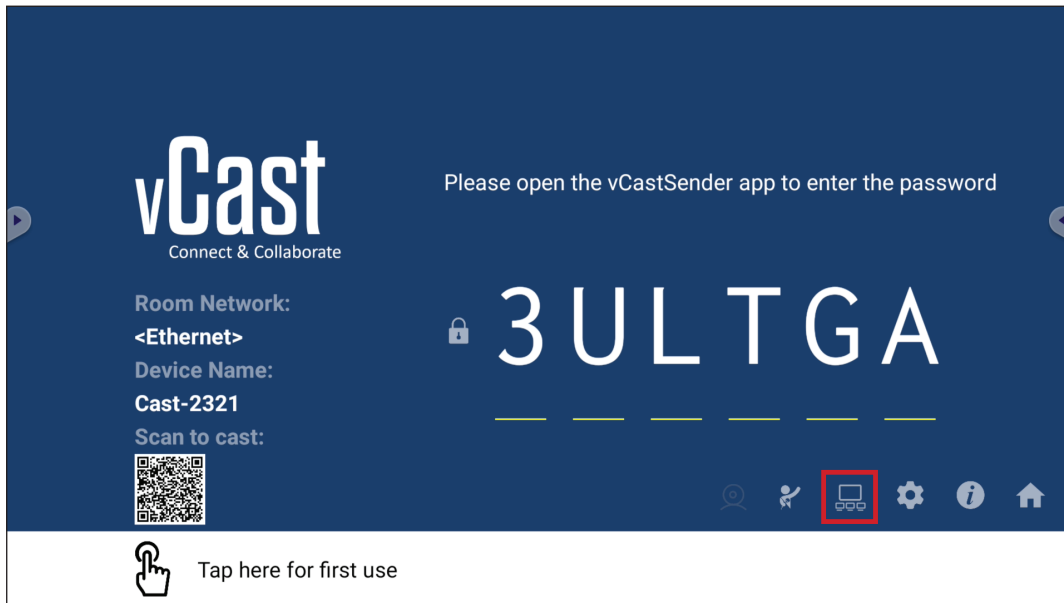 vCast
Connect & Collaborate
Please open the vCastSender app to enter the password
Room Network:
<Ethernet>
Device Name:
Cast-2321
Scan to cast:
3ULTGA
i
Tap here for first use